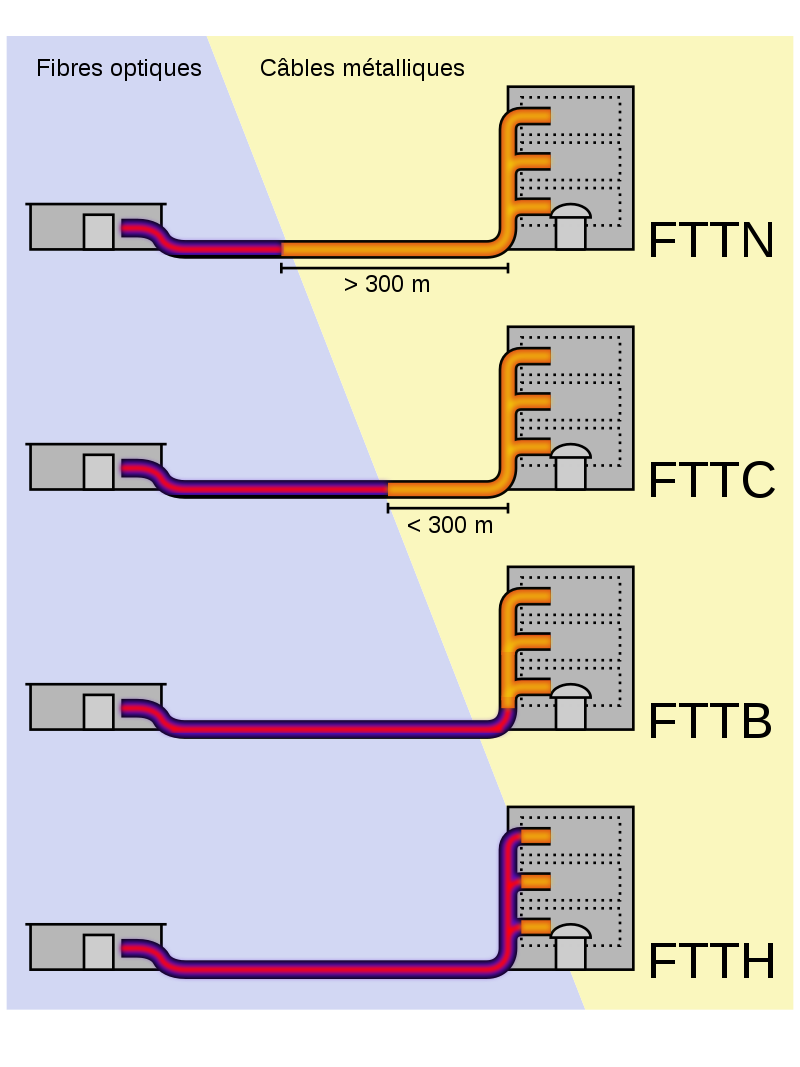 Fibres optiques
Câbles métalliques
FTTN
> 300 m
FTTC
< 300 m
FTTB
FTTH